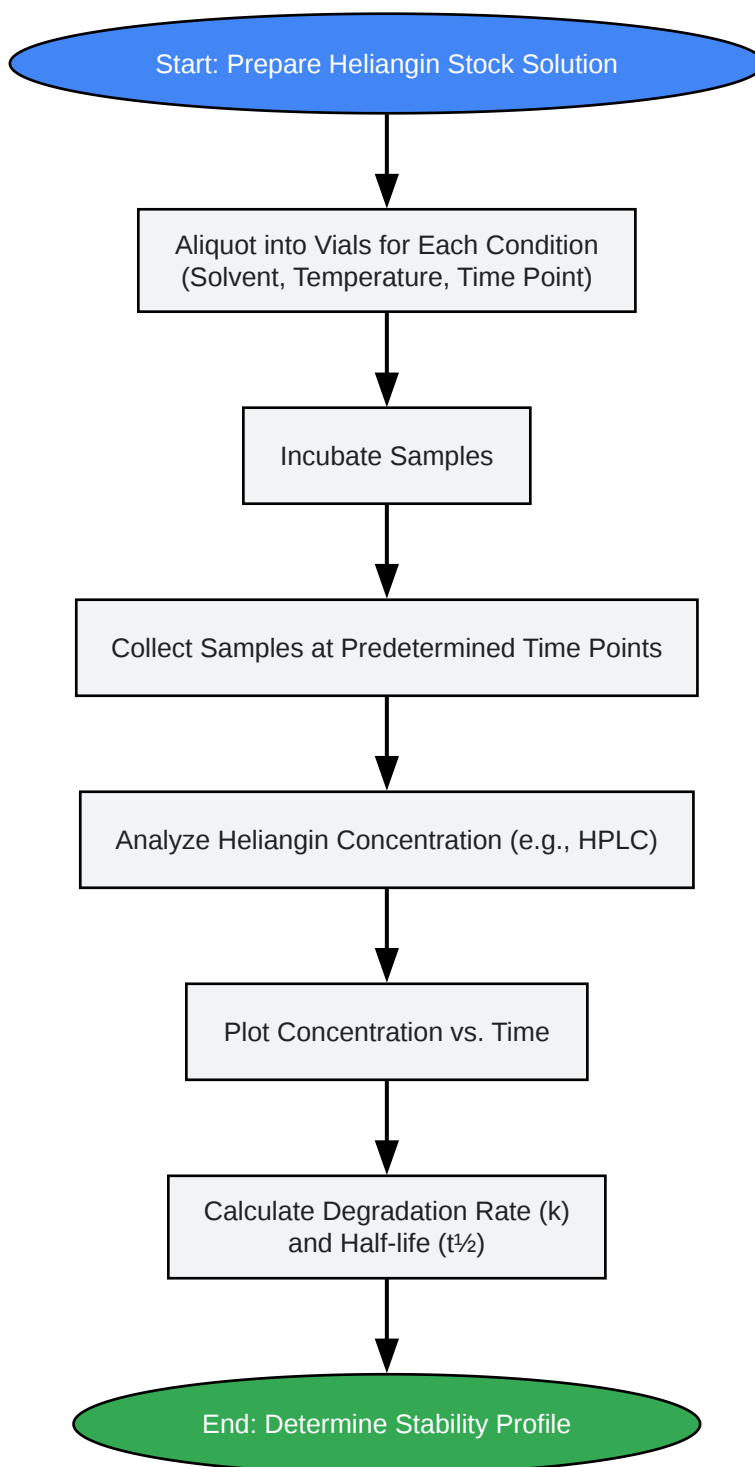 Start: Prepare Heliangin Stock Solution
Aliquot into Vials for Each Condition
(Solvent, Temperature, Time Point)
Incubate Samples
Collect Samples at Predetermined Time Points
Analyze Heliangin Concentration (e.g., HPLC)
Plot Concentration vs. Time
Calculate Degradation Rate (k)
and Half-life (t½)
End: Determine Stability Profile